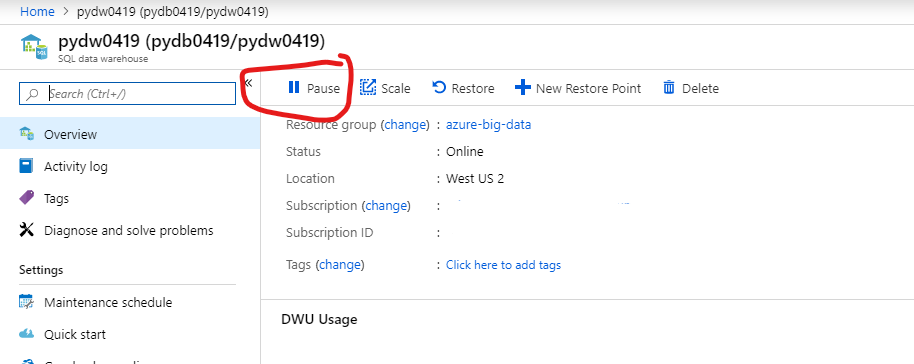 Home > pydw0419 (pydb0419/pydw0419)
pydw0419 (pydb0419/pydw0419)
SQL data warehouse
Search (Ctrl+/)
«
Pause
Scale
Restore
New Restore Point
Delete
Overview
Activity log
Tags
Diagnose and solve problems
Settings
Maintenance schedule
Quick start
Resource group (change) : azure-big-data
Status : Online
Location : West US 2
Subscription (change) :
Subscription ID :
Tags (change) : Click here to add tags
DWU Usage